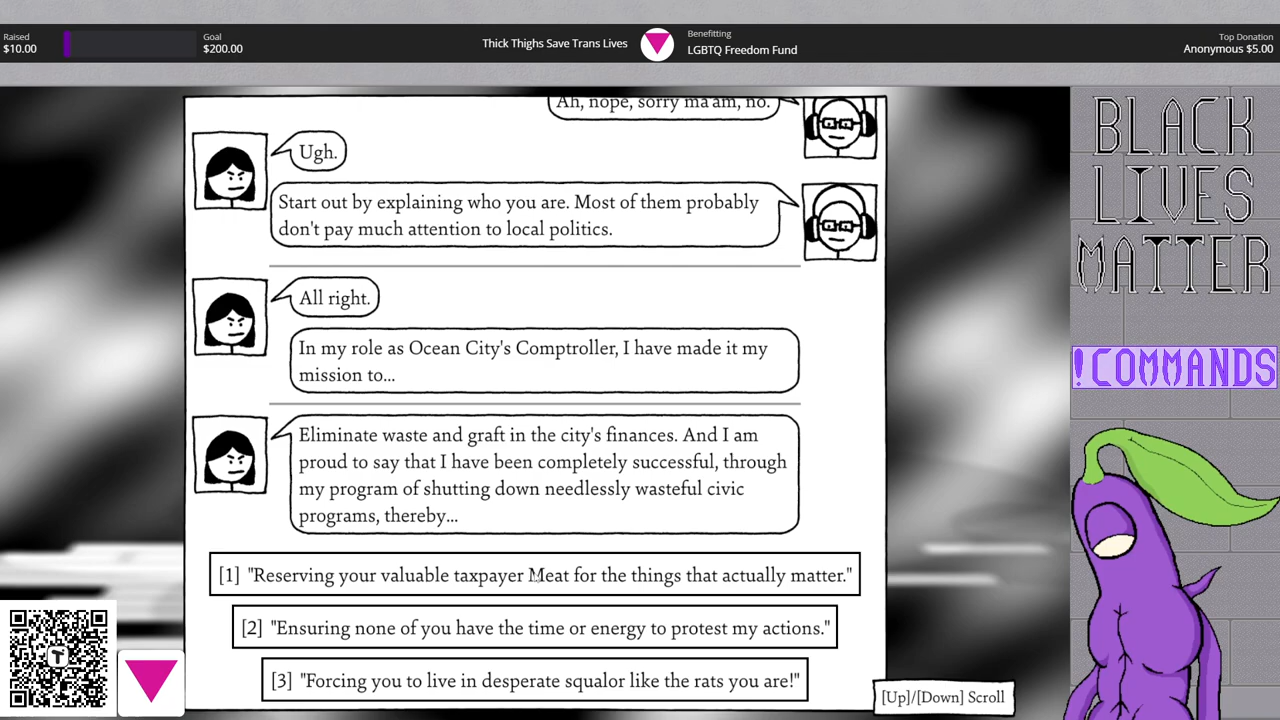 Raised
$10.00
Goal
$200.00
Thick Thighs Save Trans Lives
Benefitting
LGBTQ Freedom Fund
Top Donation
Anonymous $5.00
Ah, nope, sorry ma'am, no.
Ugh.
Start out by explaining who you are. Most of them probably
don't pay much attention to local politics.
All right.
In my role as Ocean City's Comptroller, I have made it my
mission to...
Eliminate waste and graft in the city's finances. And I am
proud to say that I have been completely successful, through
my program of shutting down needlessly wasteful civic
programs, thereby...
[1] "Reserving your valuable taxpayer Meat for the things that actually matter."
[2] "Ensuring none of you have the time or energy to protest my actions."
[3] "Forcing you to live in desperate squalor like the rats you are!"
[Up]/[Down] Scroll
BLACK
LIVES
MATTER
!COMMANDS
T